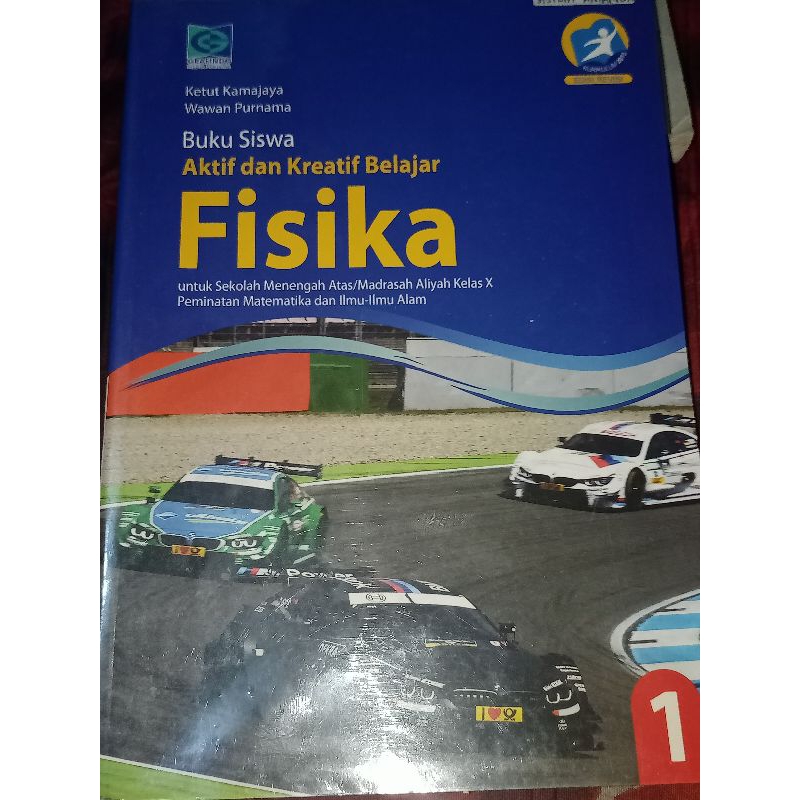 GRAFINDO
Ketut Kamajaya
Wawan Purnama
Buku Siswa
Aktif dan Kreatif Belajar
Fisika
untuk Sekolah Menengah Atas/Madrasah Aliyah Kelas X
Peminatan Matematika dan Ilmu-Ilmu Alam
1